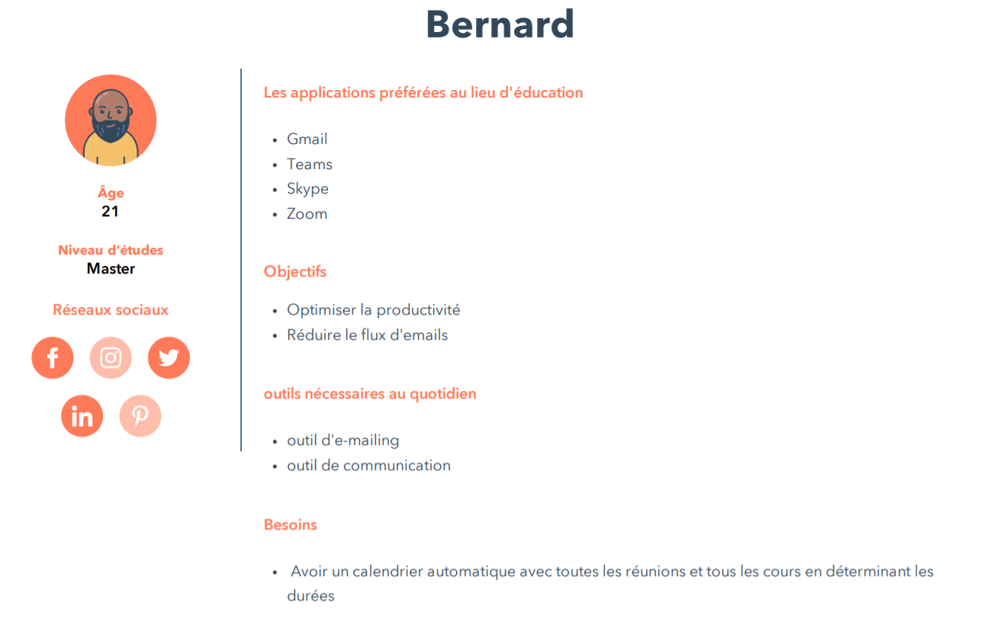 Bernard
Âge
21
Niveau d'études
Master
Réseaux sociaux
f
in
Les applications préférées au lieu d'éducation
Gmail
Teams
Skype
Zoom
Objectifs
Optimiser la productivité
Réduire le flux d'emails
outils nécessaires au quotidien
outil d'e-mailing
outil de communication
Besoins
Avoir un calendrier automatique avec toutes les réunions et tous les cours en déterminant les
durées